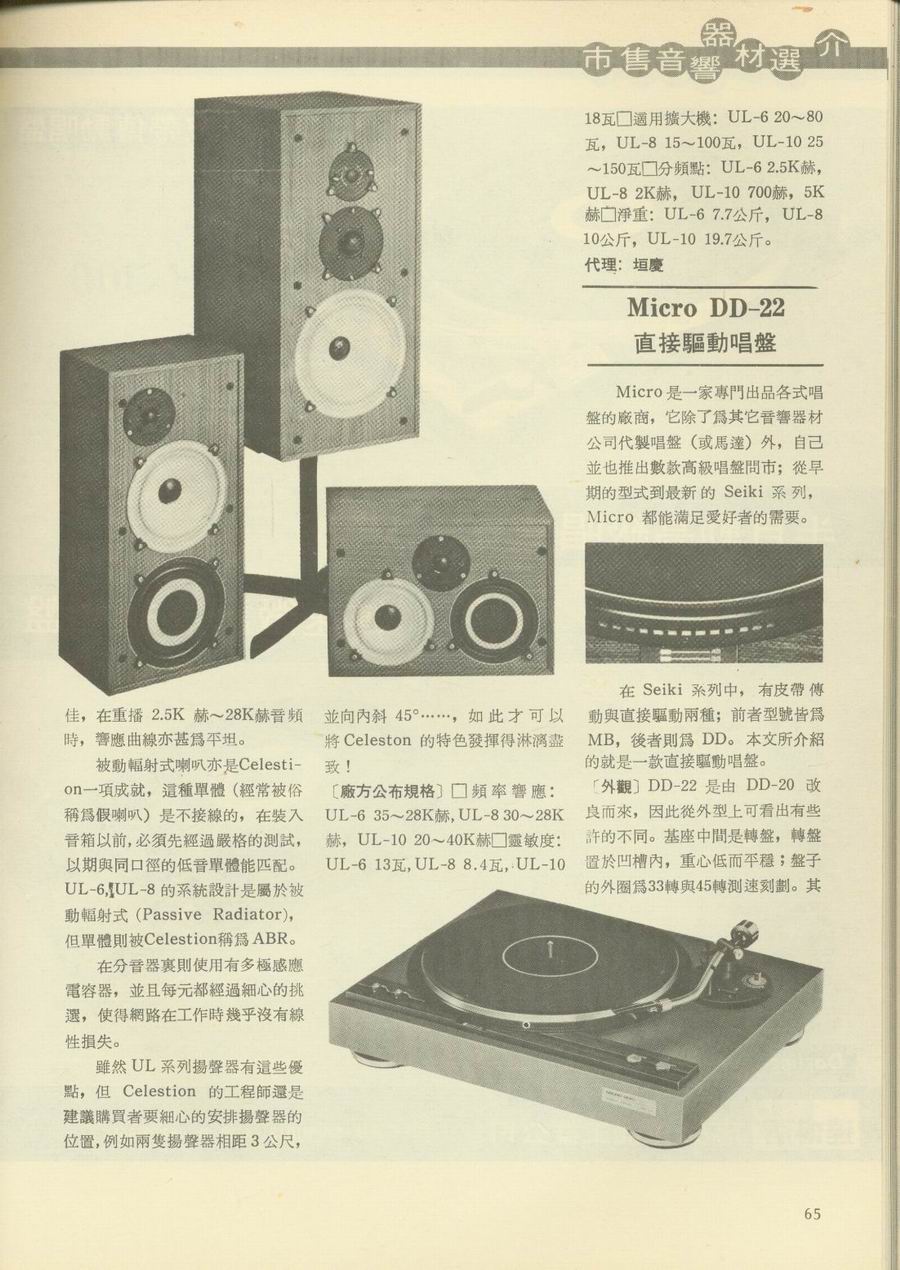 市售音響器材選介
佳，在重播 2.5K 赫～28K赫音頻
時，響應曲線亦甚爲平坦。
被動輻射式喇叭亦是Celesti-
on一項成就，這種單體（經常被俗
稱爲假喇叭）是不接線的，在裝入
音箱以前，必須先經過嚴格的測試，
以期與同口徑的低音單體能匹配。
UL-6,UL-8 的系統設計是屬於被
動輻射式 (Passive Radiator)，
但單體則被Celestion稱爲 ABR。
在分音器裏則使用有多極感應
電容器，並且每元都經過細心的挑
選，使得網路在工作時幾乎沒有線
性損失。
雖然 UL 系列揚聲器有這些優
點，但 Celestion 的工程師還是
建議購買者要細心的安排揚聲器的
位置，例如兩隻揚聲器相距 3 公尺，
並向內斜 45°……，如此才可以
將 Celeston 的特色發揮得淋漓盡
致！
〔廠方公布規格〕□頻率響應：
UL-6 35～28K赫，UL-8 30～28K
赫，UL-10 20～40K赫□靈敏度：
UL-6 13瓦，UL-8 8.4瓦，UL-10
18瓦□適用擴大機：UL-6 20～80
瓦，UL-8 15～100瓦，UL-10 25
～150瓦□分頻點：UL-6 2.5K赫，
UL-8 2K赫，UL-10 700赫，5K
赫□淨重：UL-6 7.7公斤，UL-8
10公斤，UL-10 19.7公斤。
代理：垣慶
Micro DD-22
直接驅動唱盤
Micro 是一家專門出品各式唱
盤的廠商，它除了爲其它音響器材
公司代製唱盤（或馬達）外，自己
並也推出數款高級唱盤問市；從早
期的型式到最新的 Seiki 系列，
Micro 都能滿足愛好者的需要。
在 Seiki 系列中，有皮帶傳
動與直接驅動兩種；前者型號皆爲
MB，後者則爲 DD。本文所介紹
的就是一款直接驅動唱盤。
〔外觀〕DD-22 是由 DD-20 改
良而來，因此從外型上可看出有些
許的不同。基座中間是轉盤，轉盤
置於凹槽內，重心低而平穩；盤子
的外圈爲33轉與45轉測速刻劃。其
65